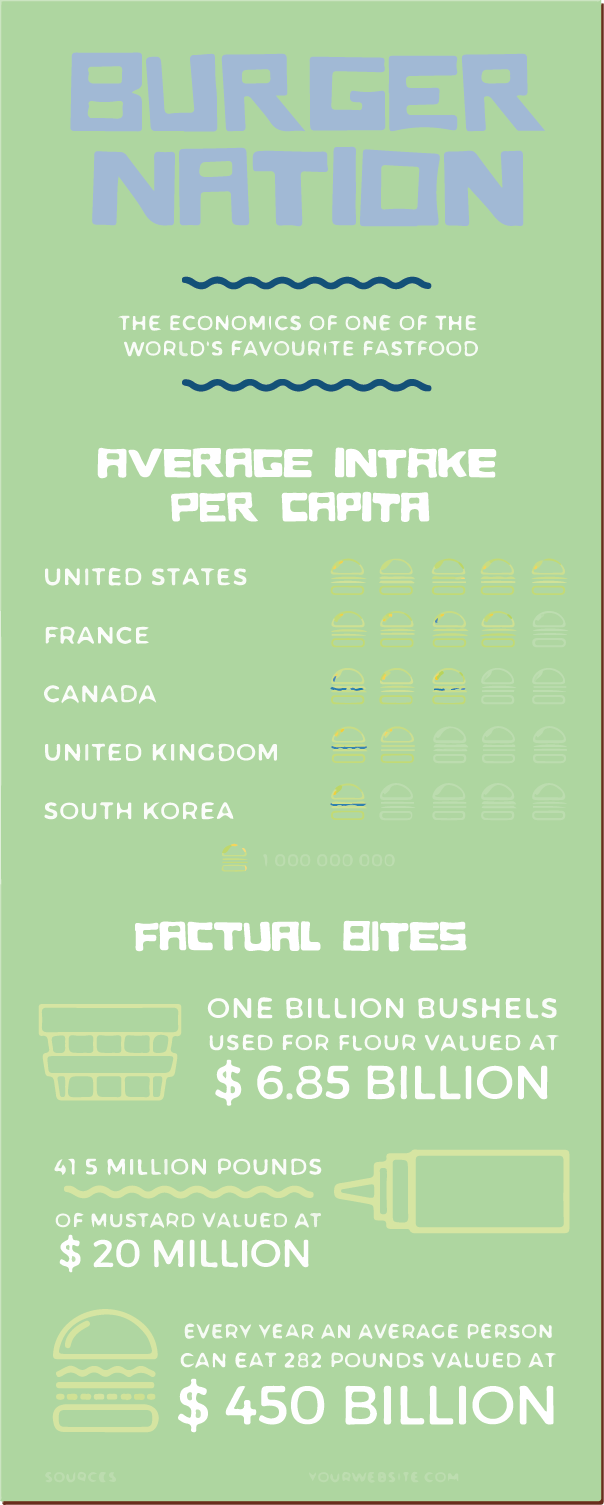 BURGER
NATION
THE ECONOMICS OF ONE OF THE
WORLD'S FAVOURITE FASTFOOD
AVERAGE INTAKE
PER CAPITA
UNITED STATES
FRANCE
CANADA
UNITED KINGDOM
SOUTH KOREA
1 000 000 000
FACTUAL BITES
ONE BILLION BUSHELS
USED FOR FLOUR VALUED AT
$ 6.85 BILLION
41 5 MILLION POUNDS
OF MUSTARD VALUED AT
$ 20 MILLION
EVERY YEAR AN AVERAGE PERSON
CAN EAT 282 POUNDS VALUED AT
$ 450 BILLION
SOURCES YOURWEBSITE.COM